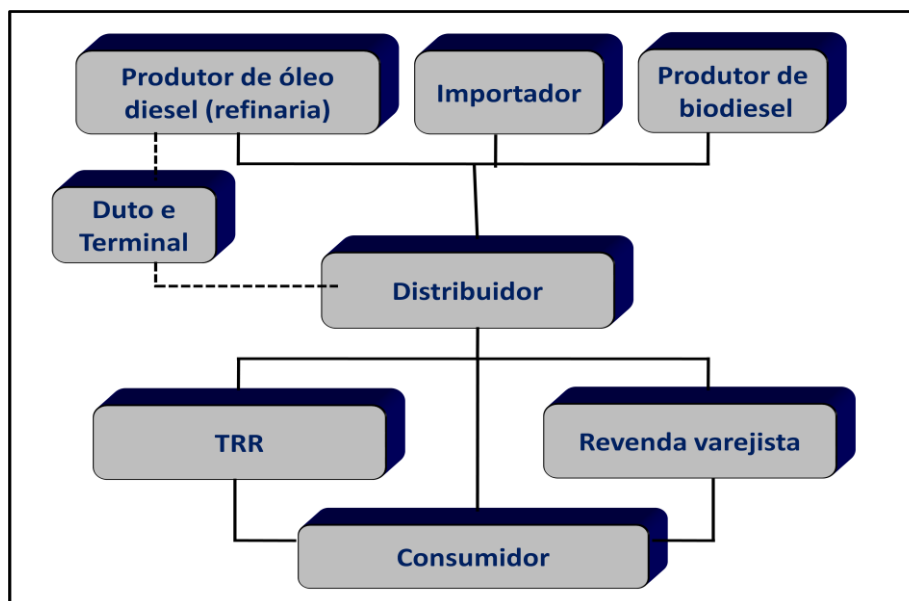 Produtor de óleo
diesel (refinaria)
Importador
Produtor de
biodiesel
Duto e
Terminal
Distribuidor
TRR
Revenda varejista
Consumidor